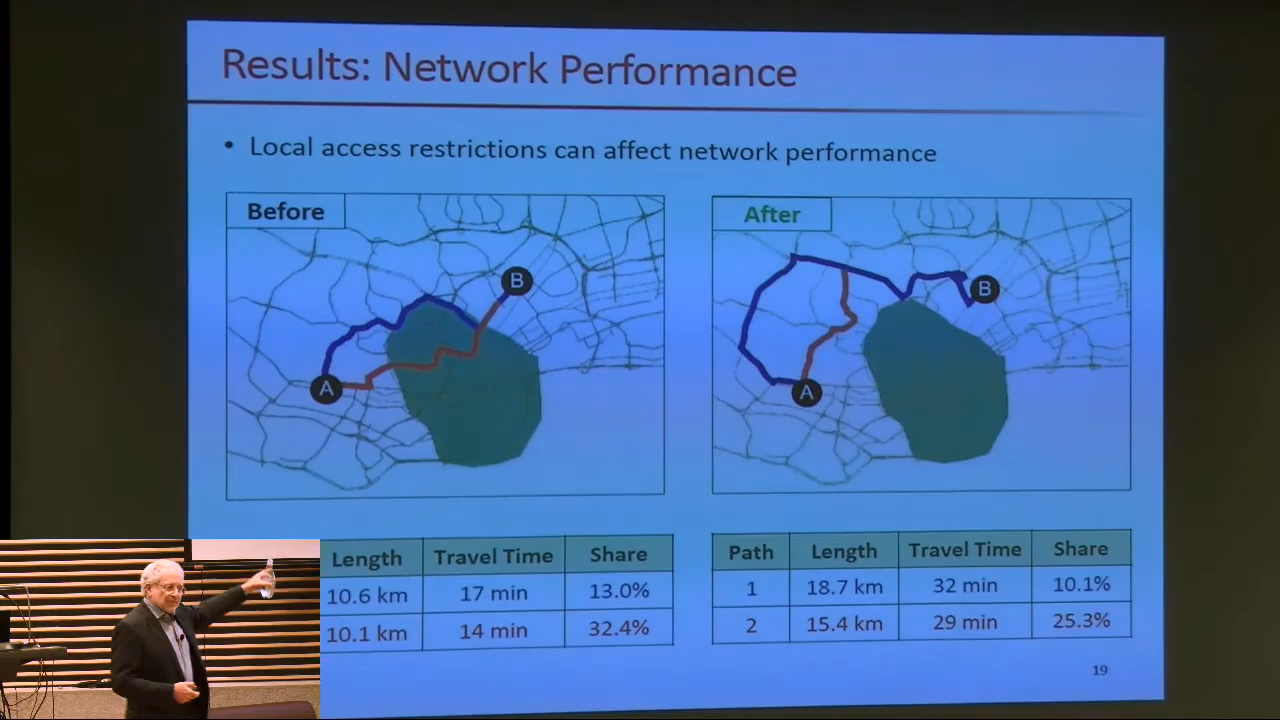 Results: Network Performance
• Local access restrictions can affect network performance
Before
A
B
After
A
B
Length Travel Time Share
10.6 km 17 min 13.0%
10.1 km 14 min 32.4%
Path Length Travel Time Share
1 18.7 km 32 min 10.1%
2 15.4 km 29 min 25.3%
19